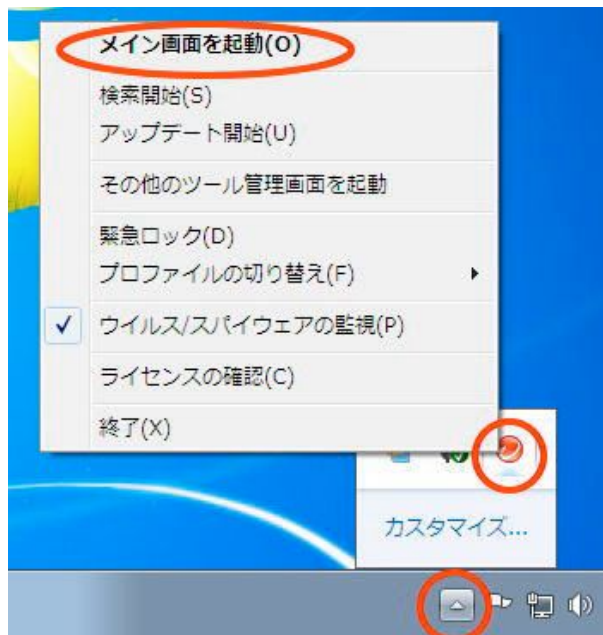 メイン画面を起動(O)
検索開始(S)
アップデート開始(U)
その他のツール管理画面を起動
緊急ロック(D)
プロファイルの切り替え(F)
ウイルス/スパイウェアの監視(P)
ライセンスの確認(C)
終了(X)
カスタマイズ...